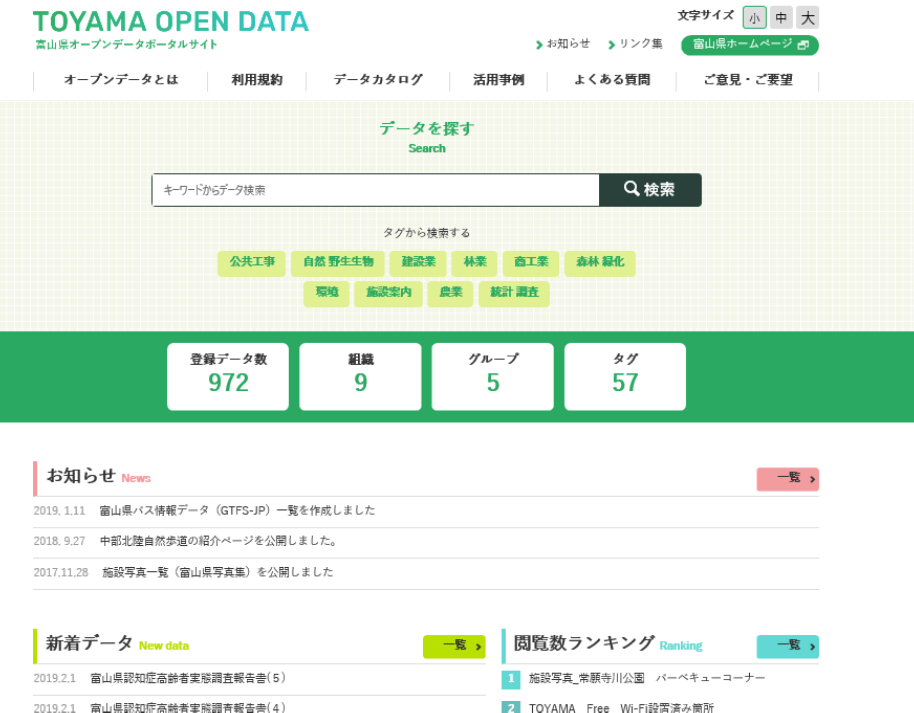 TOYAMA OPEN DATA
富山県オープンデータポータルサイト
文字サイズ 小 中 大
お知らせ リンク集 富山県ホームページ
オープンデータとは 利用規約 データカタログ 活用事例 よくある質問 ご意見・ご要望
データを探す
Search
キーワードからデータ検索 検索
タグから検索する
公共工事 自然 野生生物 建設業 林業 商工業 森林 緑化
環境 施設案内 農業 統計 調査
登録データ数 組織 グループ タグ
972 9 5 57
お知らせ News 一覧
2019.1.11 富山県バス情報データ（GTFS-JP）一覧を作成しました
2018.9.27 中部北陸自然歩道の紹介ページを公開しました。
2017.11.28 施設写真一覧（富山県写真集）を公開しました
新着データ New data 一覧
2019.2.1 富山県認知症高齢者実態調査報告書(５)
2019.2.1 富山県認知症高齢者実態調査報告書(４)
閲覧数ランキング Ranking 一覧
1 施設写真_常願寺川公園 バーベキューコーナー
2 TOYAMA Free Wi-Fi設置済み箇所